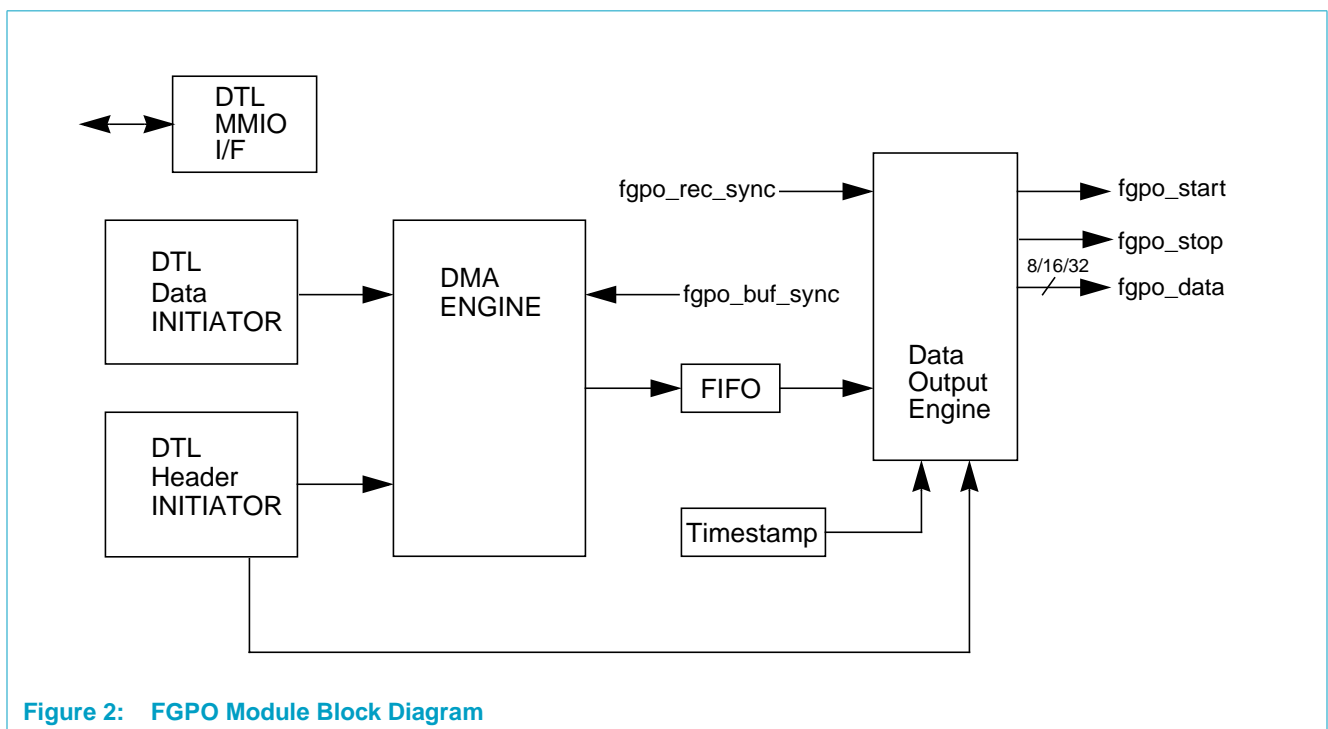 DTL
MMIO
I/F
fgpo_rec_sync
fgpo_start
fgpo_stop
8/16/32
fgpo_data
DTL
Data
INITIATOR
DMA
ENGINE
fgpo_buf_sync
FIFO
Data
Output
Engine
DTL
Header
INITIATOR
Timestamp
Figure 2: FGPO Module Block Diagram